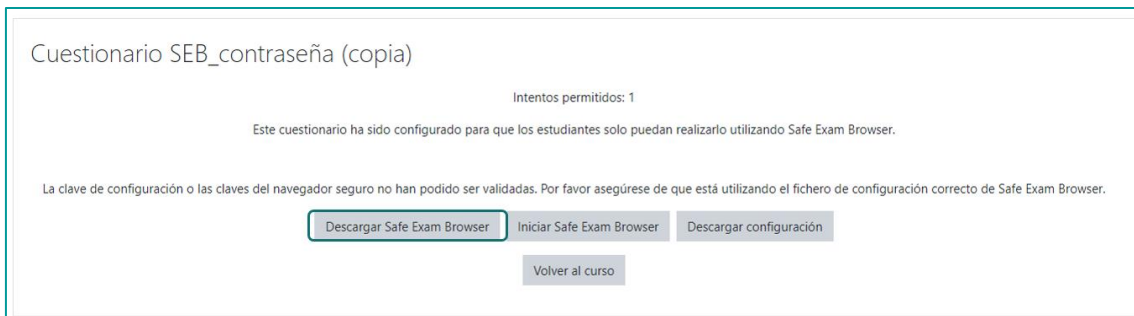 Cuestionario SEB_contraseña (copia)
Intentos permitidos: 1
Este cuestionario ha sido configurado para que los estudiantes solo puedan realizarlo utilizando Safe Exam Browser.
La clave de configuración o las claves del navegador seguro no han podido ser validadas. Por favor asegúrese de que está utilizando el fichero de configuración correcto de Safe Exam Browser.
Descargar Safe Exam Browser Iniciar Safe Exam Browser Descargar configuración
Volver al curso